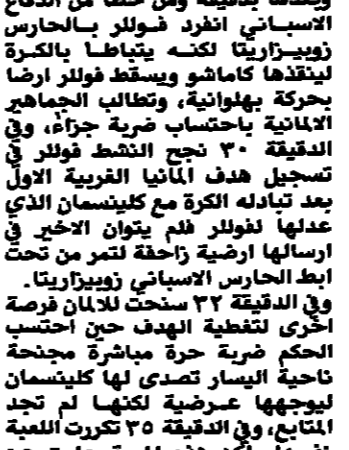 وبعدها بدقيقة ومن خطأ من الدفاع
الاسباني انفرد فوللر بالحارس
زوبيزاريتا لكنه يتباطأ بالكرة
لينقذها كاماشو ويسقط فوللر ارضا
بحركة بهلوانية، وتطالب الجماهير
الالمانية باحتساب ضربة جزاء، وفي
الدقيقة ٣٠ نجح النشط فوللر في
تسجيل هدف المانيا الغربية الاول
بعد تبادله الكرة مع كلينسمان الذي
عدلها لفوللر فلم يتوان الاخير في
ارسالها ارضية زاحفة لتمر من تحت
ابط الحارس الاسباني زوبيزاريتا.
وفي الدقيقة ٣٢ سنحت للالمان فرصة
اخرى لتغطية الهدف حين احتسب
الحكم ضربة حرة مباشرة مجنحة
ناحية اليسار تصدى لها كلينسمان
ليوجهها عرضية لكنها لم تجد
المتابع، وفي الدقيقة ٣٥ تكررت اللعبة